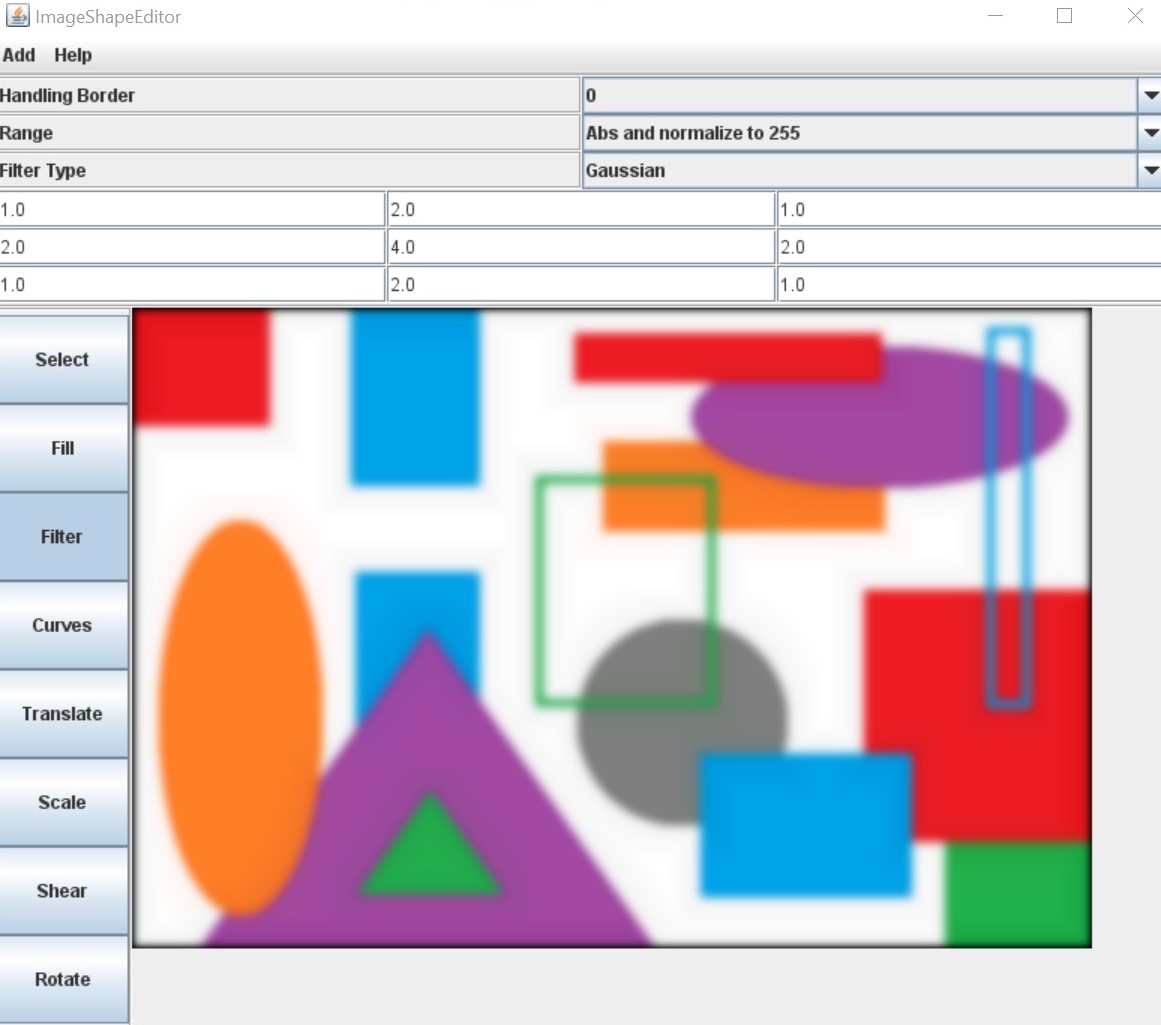 ImageShapeEditor
Add Help
Handling Border 0
Range Abs and normalize to 255
Filter Type Gaussian
1.0 2.0 1.0
2.0 4.0 2.0
1.0 2.0 1.0
Select
Fill
Filter
Curves
Translate
Scale
Shear
Rotate